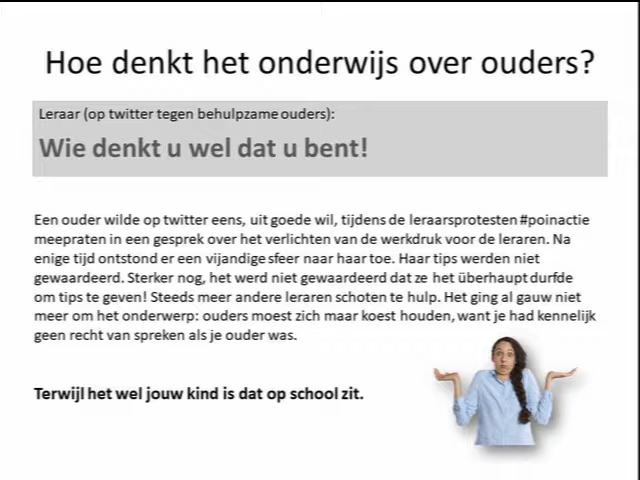 Hoe denkt het onderwijs over ouders?
Leraar (op twitter tegen behulpzame ouders):
Wie denkt u wel dat u bent!
Een ouder wilde op twitter eens, uit goede wil, tijdens de leraarsprotesten #poinactie
meepraten in een gesprek over het verlichten van de werkdruk voor de leraren. Na
enige tijd ontstond er een vijandige sfeer naar haar toe. Haar tips werden niet
gewaardeerd. Sterker nog, het werd niet gewaardeerd dat ze het überhaupt durfde
om tips te geven! Steeds meer andere leraren schoten te hulp. Het ging al gauw niet
meer om het onderwerp: ouders moest zich maar koest houden, want je had kennelijk
geen recht van spreken als je ouder was.
Terwijl het wel jouw kind is dat op school zit.